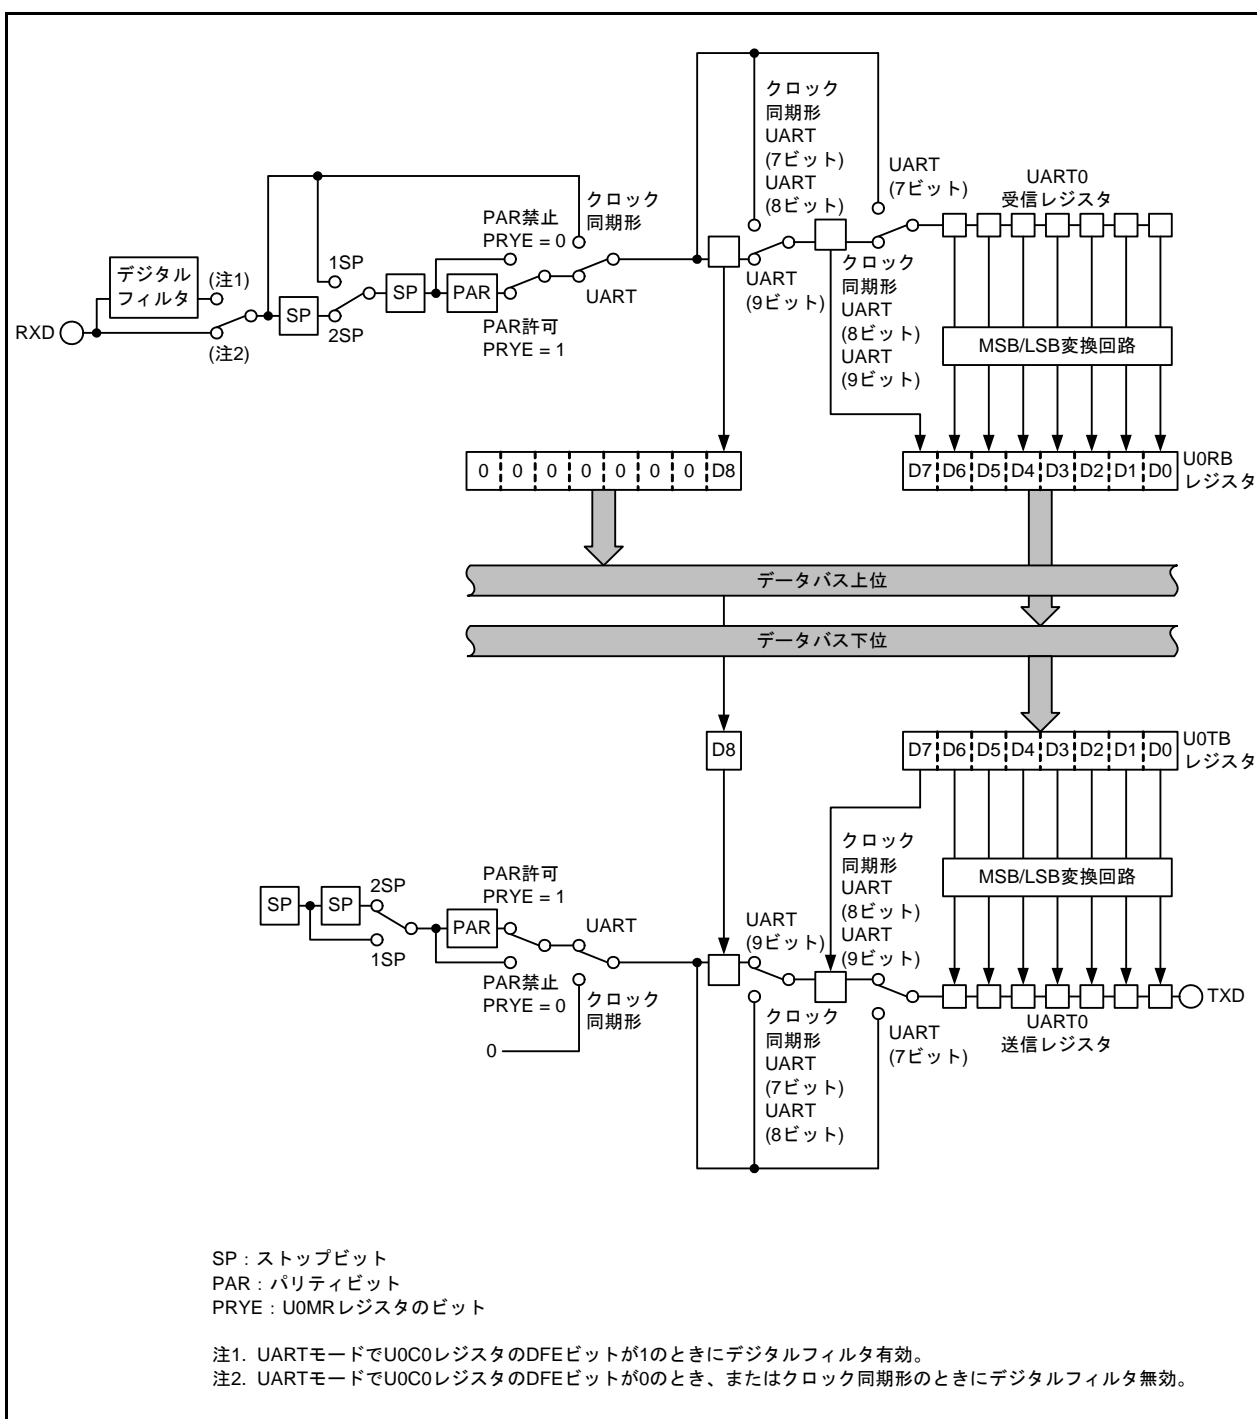 クロック
同期形
UART
(7ビット)
UART
(8ビット)
UART
(7ビット)
UART0
受信レジスタ
クロック
同期形
PAR禁止
PRYE = 0
1SP
デジタル
フィルタ
(注1)
SP
2SP
SP
PAR
UART
UART
(9ビット)
クロック
同期形
UART
(8ビット)
UART
(9ビット)
RXD
(注2)
PAR許可
PRYE = 1
MSB/LSB変換回路
0 0 0 0 0 0 0 D8
D7 D6 D5 D4 D3 D2 D1 D0
U0RB
レジスタ
データバス上位
データバス下位
D8
D7 D6 D5 D4 D3 D2 D1 D0
U0TB
レジスタ
クロック
同期形
UART
(8ビット)
UART
(9ビット)
MSB/LSB変換回路
PAR許可
PRYE = 1
SP
SP
2SP
1SP
PAR
UART
UART
(9ビット)
PAR禁止
PRYE = 0
クロック
同期形
0
クロック
同期形
UART
(7ビット)
UART
(8ビット)
UART
(7ビット)
UART0
送信レジスタ
TXD
SP : ストップビット
PAR : パリティビット
PRYE : U0MRレジスタのビット
注1. UARTモードでU0C0レジスタのDFEビットが1のときにデジタルフィルタ有効。
注2. UARTモードでU0C0レジスタのDFEビットが0のとき、またはクロック同期形のときにデジタルフィルタ無効。